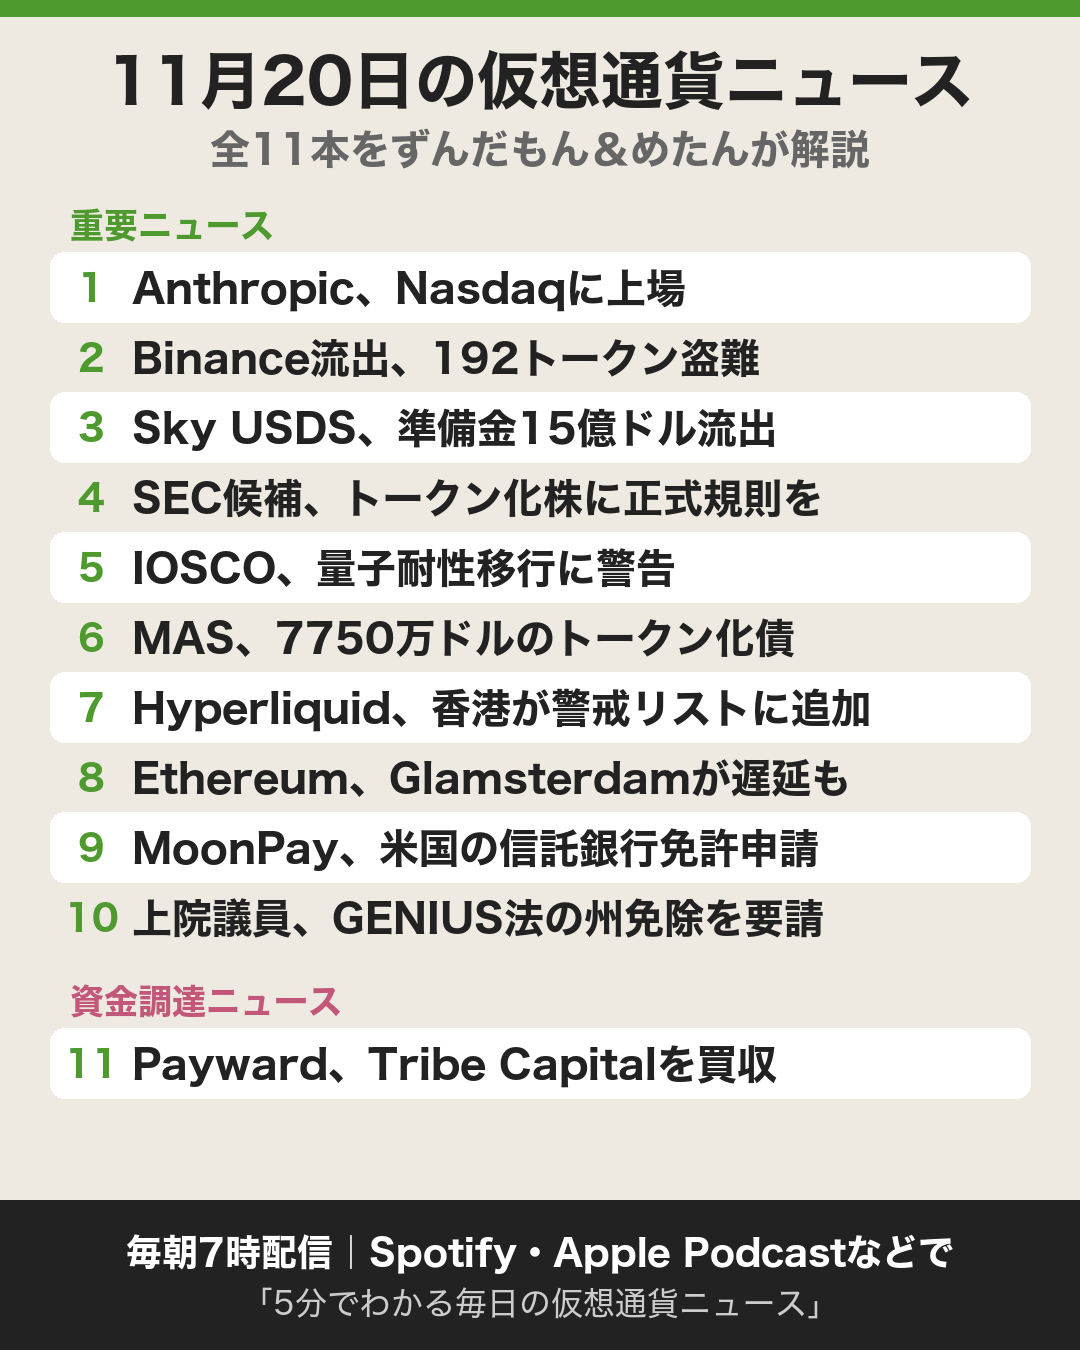 11月20日の仮想通貨ニュース
全11本をずんだもん&めたんが解説
重要ニュース
1 Anthropic、Nasdaqに上場
2 Binance流出、192トークン盗難
3 Sky USDS、準備金15億ドル流出
4 SEC候補、トークン化株に正式規則を
5 IOSCO、量子耐性移行に警告
6 MAS、7750万ドルのトークン化債
7 Hyperliquid、香港が警戒リストに追加
8 Ethereum、Glamsterdamが遅延も
9 MoonPay、米国の信託銀行免許申請
10 上院議員、GENIUS法の州免除を要請
資金調達ニュース
11 Payward、Tribe Capitalを買収
毎朝7時配信｜Spotify・Apple Podcastなどで
「5分でわかる毎日の仮想通貨ニュース」